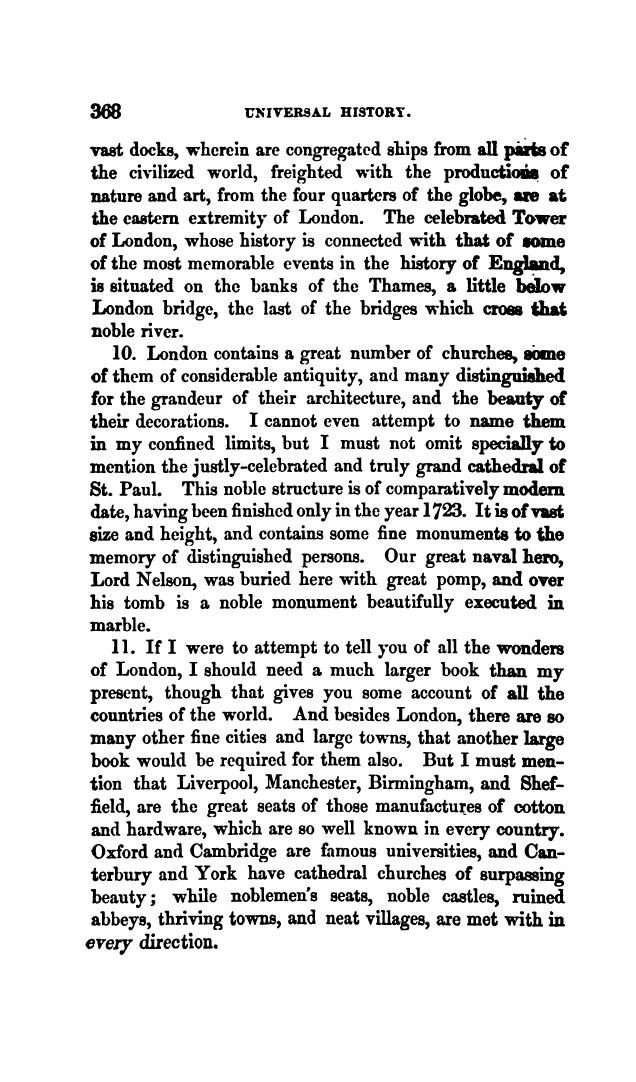 368 UNIVERSAL HISTORY.
vast docks, wherein are congregated ships from all parts of
the civilized world, freighted with the productions of
nature and art, from the four quarters of the globe, are at
the eastern extremity of London. The celebrated Tower
of London, whose history is connected with that of some
of the most memorable events in the history of England,
is situated on the banks of the Thames, a little below
London bridge, the last of the bridges which cross that
noble river.
10. London contains a great number of churches, some
of them of considerable antiquity, and many distinguished
for the grandeur of their architecture, and the beauty of
their decorations. I cannot even attempt to name them
in my confined limits, but I must not omit specially to
mention the justly-celebrated and truly grand cathedral of
St. Paul. This noble structure is of comparatively modern
date, having been finished only in the year 1723. It is of vast
size and height, and contains some fine monuments to the
memory of distinguished persons. Our great naval hero,
Lord Nelson, was buried here with great pomp, and over
his tomb is a noble monument beautifully executed in
marble.
11. If I were to attempt to tell you of all the wonders
of London, I should need a much larger book than my
present, though that gives you some account of all the
countries of the world. And besides London, there are so
many other fine cities and large towns, that another large
book would be required for them also. But I must men-
tion that Liverpool, Manchester, Birmingham, and Shef-
field, are the great seats of those manufactures of cotton
and hardware, which are so well known in every country.
Oxford and Cambridge are famous universities, and Can-
terbury and York have cathedral churches of surpassing
beauty; while noblemen's seats, noble castles, ruined
abbeys, thriving towns, and neat villages, are met with in
every direction.